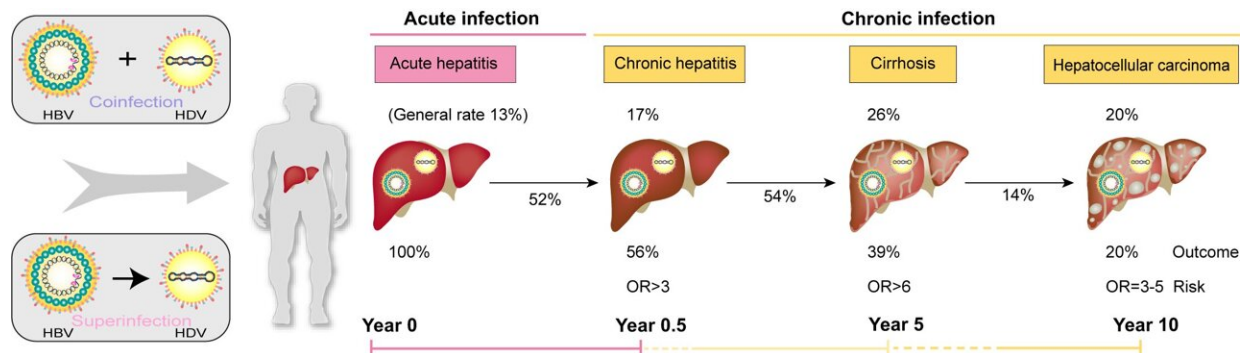 +
Coinfection
HBV HDV
HBV HDV
Superinfection
Acute infection Chronic infection
Acute hepatitis Chronic hepatitis Cirrhosis Hepatocellular carcinoma
(General rate 13%) 17% 26% 20%
52% 54% 14%
100% 56% 39% 20% Outcome
OR>3 OR>6 OR=3-5 Risk
Year 0 Year 0.5 Year 5 Year 10